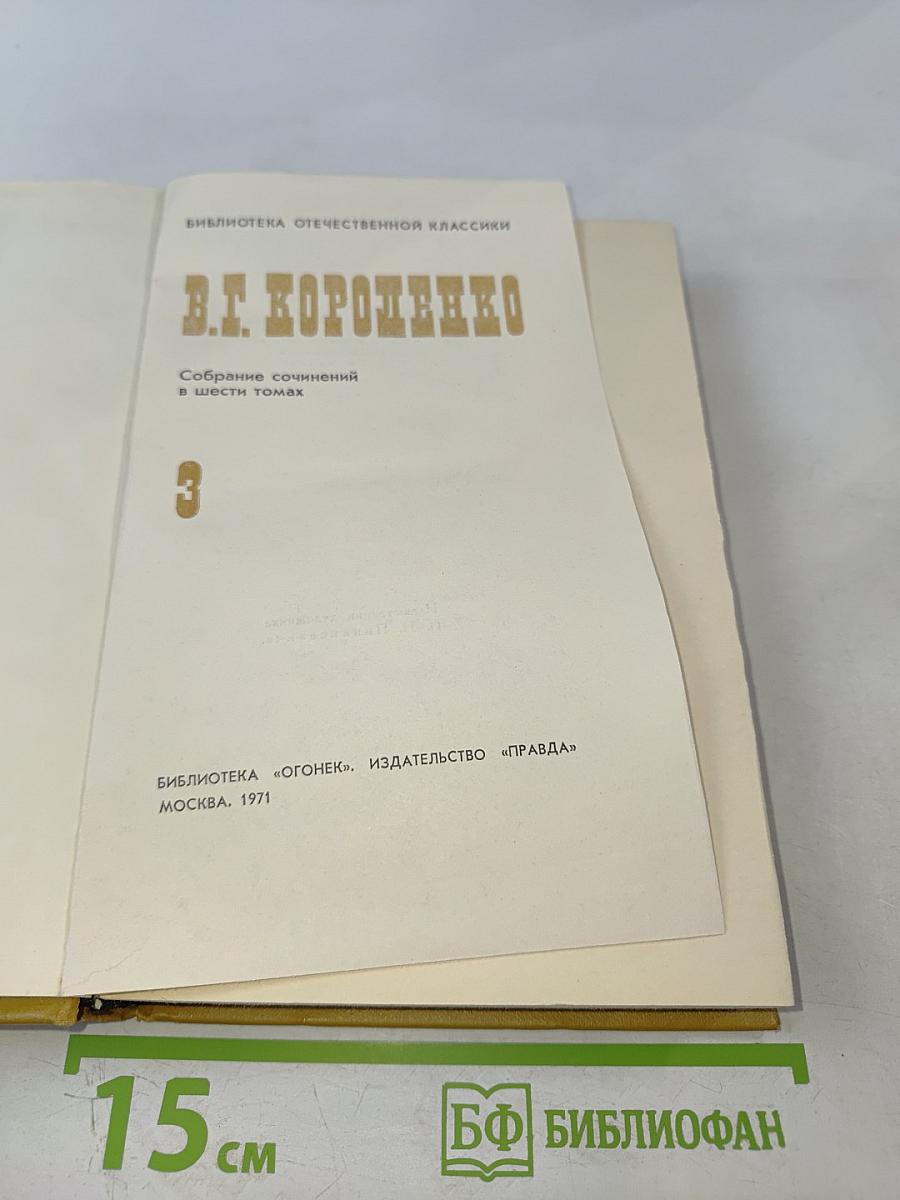 БИБЛИОТЕКА ОТЕЧЕСТВЕННОЙ КЛАССИКИ
В.Г. КОРОЛЕНКО
Собрание сочинений
в шести томах
3
БИБЛИОТЕКА «ОГОНЕК». ИЗДАТЕЛЬСТВО «ПРАВДА»
МОСКВА. 1971
15 см
БФ БИБЛИОФАН